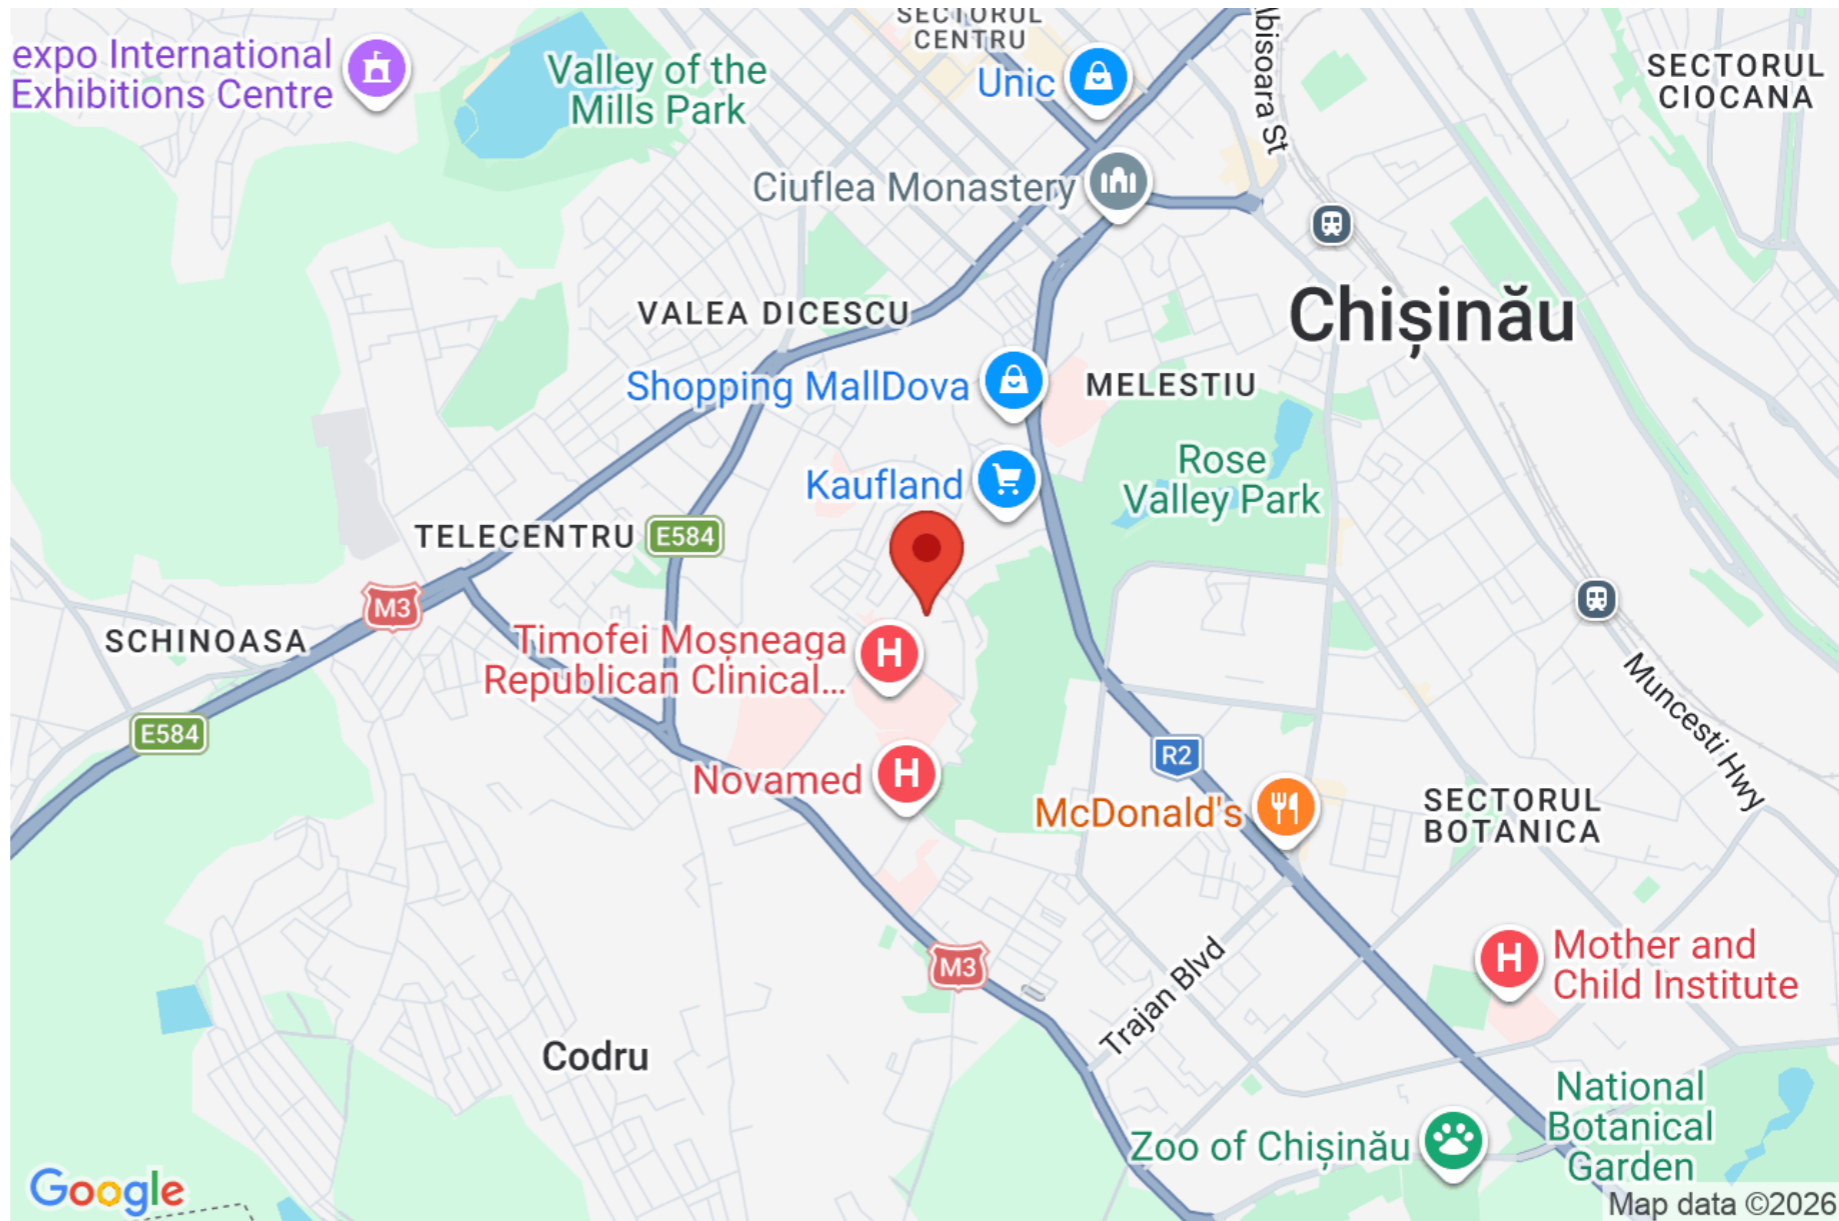 SECTORUL
CENTRU
expo International
Exhibitions Centre
Valley of the
Mills Park
Unic
Abisoara St
SECTORUL
CIOCANA
Ciuflea Monastery
Chișinău
VALEA DICESCU
Shopping MallDova
MELESTIU
Rose
Valley Park
Kaufland
TELECENTRU
E584
M3
SCHINOASA
Timofei Moșneaga
Republican Clinical...
E584
Muncesti Hwy
R2
Novamed
McDonald's
SECTORUL
BOTANICA
M3
Mother and
Child Institute
Trajan Blvd
Codru
National
Botanical
Garden
Zoo of Chișinău
Google
Map data ©2026